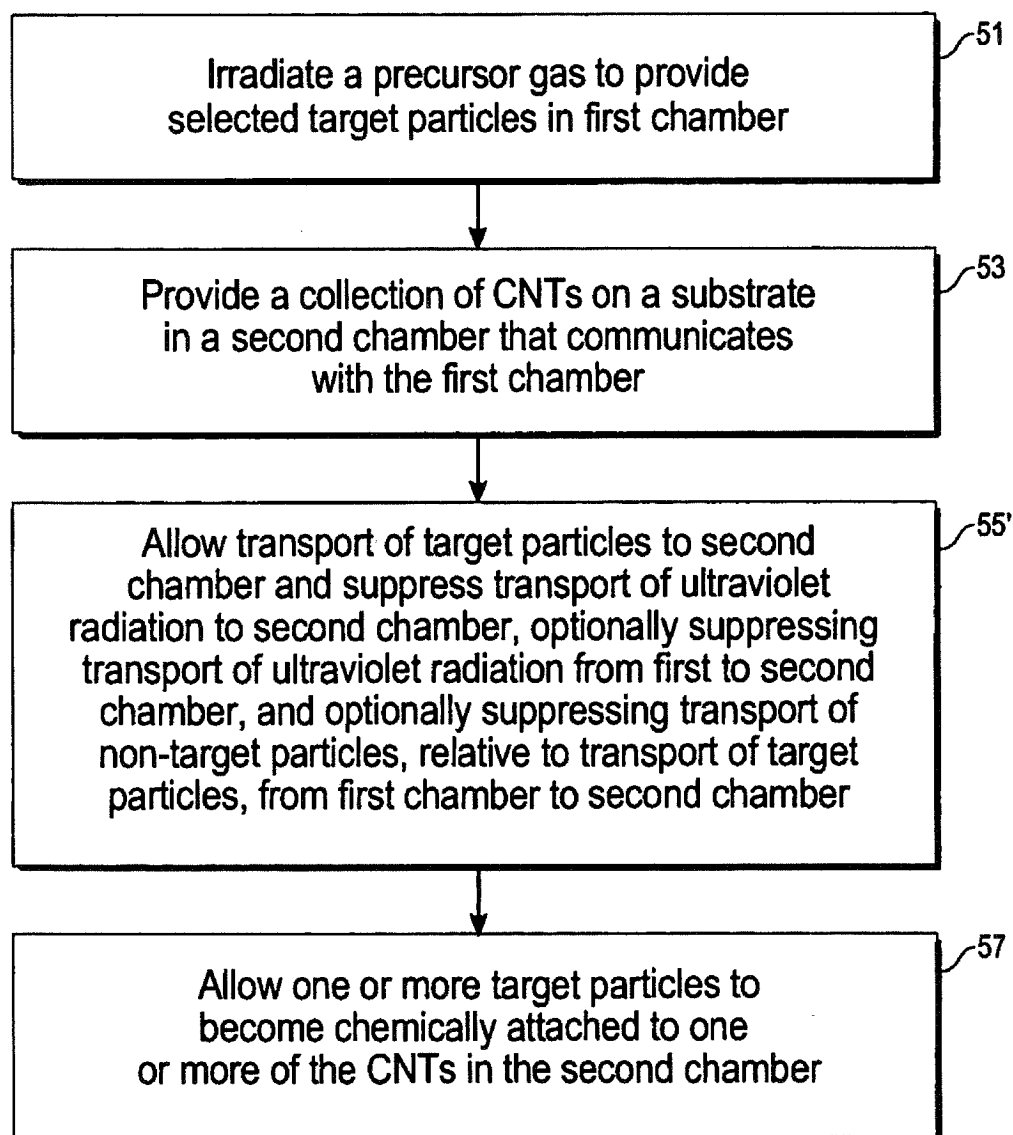 51
Irradiate a precursor gas to provide
selected target particles in first chamber
53
Provide a collection of CNTs on a substrate
in a second chamber that communicates
with the first chamber
55'
Allow transport of target particles to second
chamber and suppress transport of ultraviolet
radiation to second chamber, optionally suppressing
transport of ultraviolet radiation from first to second
chamber, and optionally suppressing transport of
non-target particles, relative to transport of target
particles, from first chamber to second chamber
57
Allow one or more target particles to
become chemically attached to one
or more of the CNTs in the second chamber